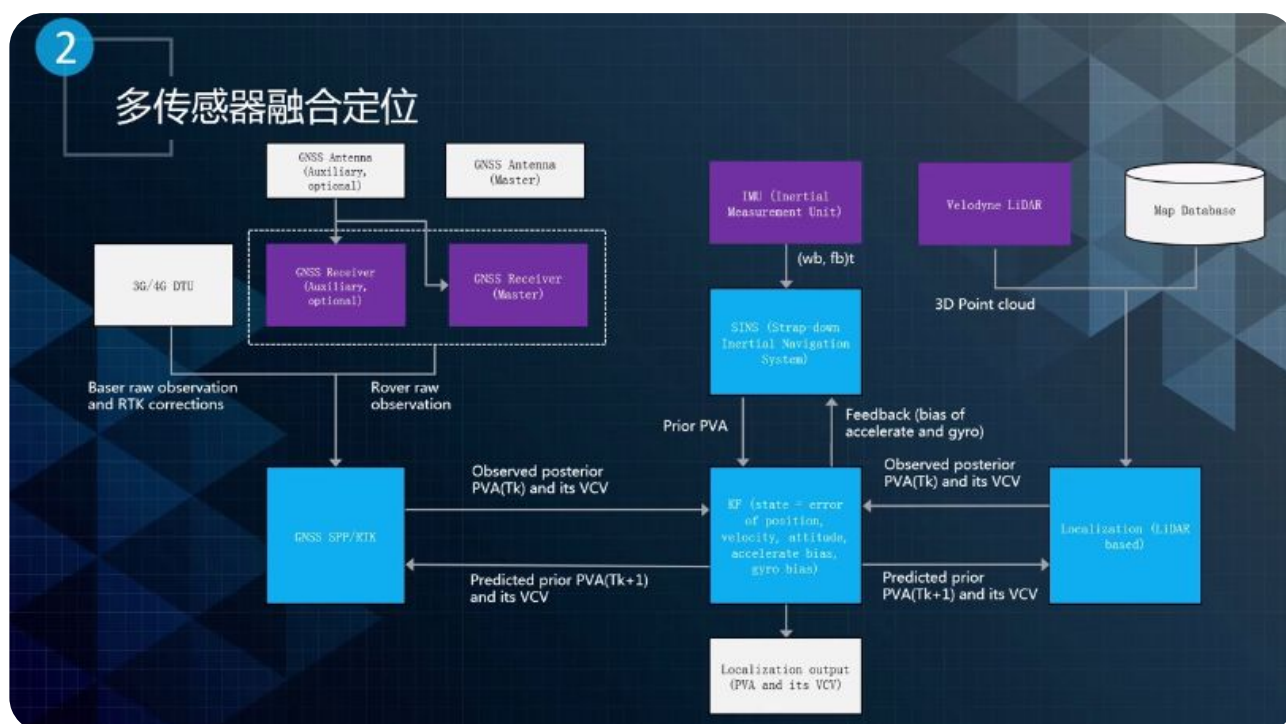 2
多传感器融合定位
GNSS Antenna
(Auxiliary,
optional)
GNSS Antenna
(Master)
IMU (Inertial
Measurement Unit)
Velodyne LiDAR
Map Database
3G/4G DTU
GNSS Receiver
(Auxiliary,
optional)
GNSS Receiver
(Master)
(wb, fb)t
3D Point cloud
SINS (Strap-down
Inertial Navigation
System)
Baser raw observation
and RTK corrections
Rover raw
observation
Prior PVA
Feedback (bias of
accelerate and gyro)
Observed posterior
PVA(Tk) and its VCV
Observed posterior
PVA(Tk) and its VCV
GNSS SPP/RTK
KF (state = error
of position,
velocity, attitude,
accelerate bias,
gyro bias)
Localization (LiDAR
based)
Predicted prior PVA(Tk+1)
and its VCV
Predicted prior
PVA(Tk+1) and its VCV
Localization output
(PVA and its VCV)